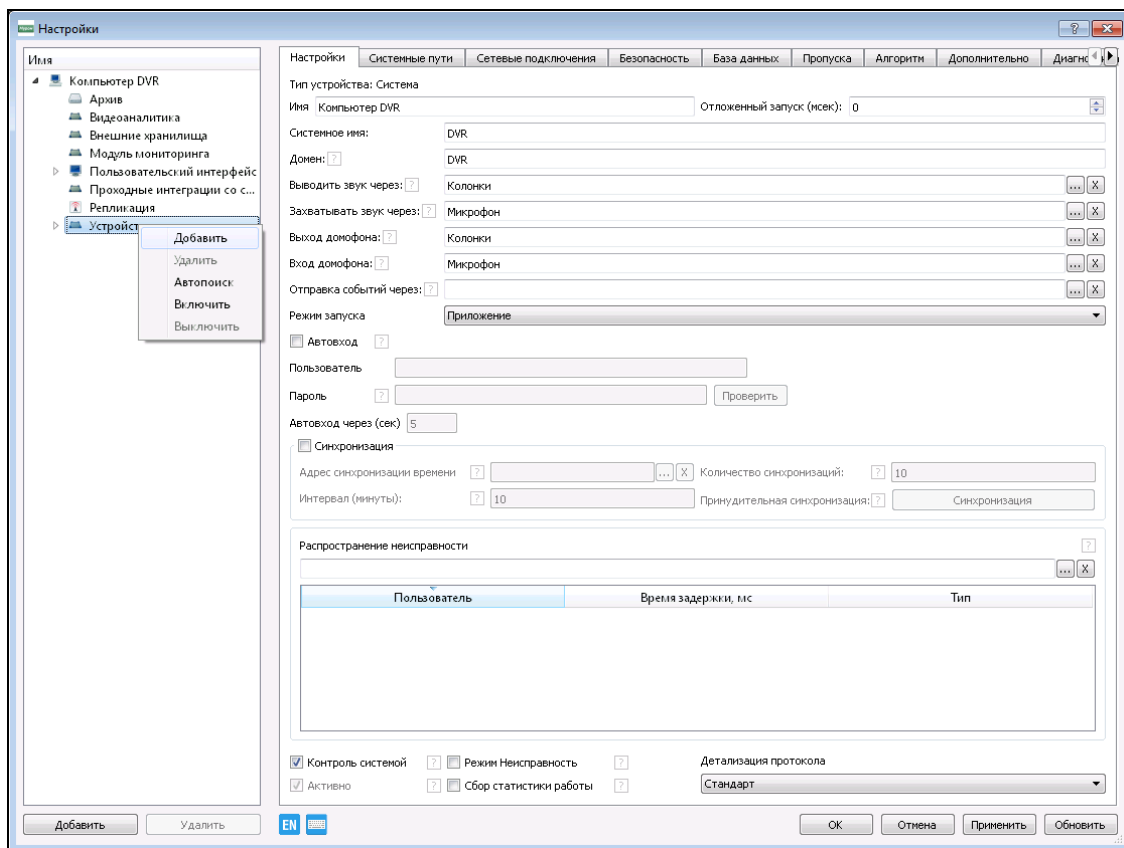 Настройки
Имя
Компьютер DVR
Архив
Видеоаналитика
Внешние хранилища
Модуль мониторинга
Пользовательский интерфейс
Проходные интеграции со с...
Репликация
Устройст
Добавить
Удалить
Автопоиск
Включить
Выключить
Настройки Системные пути Сетевые подключения Безопасность База данных Пропуска Алгоритм Дополнительно
Тип устройства: Система
Имя Компьютер DVR Отложенный запуск (мсек): 0
Системное имя: DVR
Домен: ? DVR
Выводить звук через: ? Колонки ... X
Захватывать звук через: ? Микрофон ... X
Выход домофона: ? Колонки ... X
Вход домофона: ? Микрофон ... X
Отправка событий через: ? ... X
Режим запуска Приложение
Автовход ?
Пользователь
Пароль ? Проверить
Автовход через (сек) 5
Синхронизация
Адрес синхронизации времени ? ... X Количество синхронизаций: ? 10
Интервал (минуты): ? 10 Принудительная синхронизация: ? Синхронизация
Распространение неисправности ?
... X
Пользователь Время задержки, мс Тип
Контроль системой ? Режим Неисправность ? Детализация протокола
Активно ? Сбор статистики работы ? Стандарт
Добавить Удалить EN OK Отмена Применить Обновить